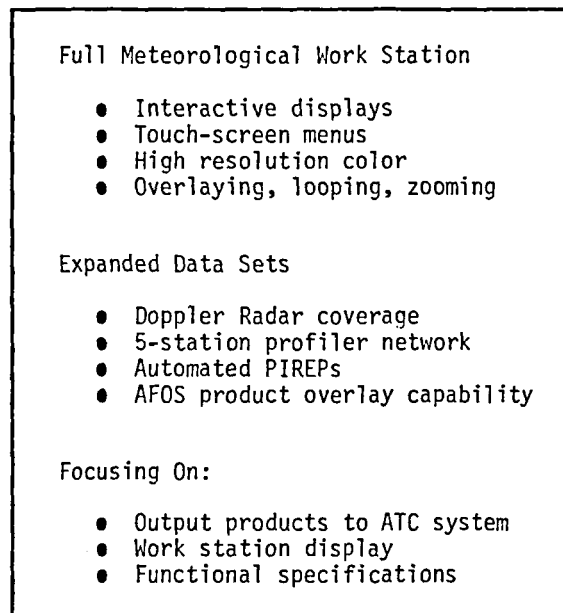 Full Meteorological Work Station
● Interactive displays
● Touch-screen menus
● High resolution color
● Overlaying, looping, zooming
Expanded Data Sets
● Doppler Radar coverage
● 5-station profiler network
● Automated PIREPs
● AFOS product overlay capability
Focusing On:
● Output products to ATC system
● Work station display
● Functional specifications